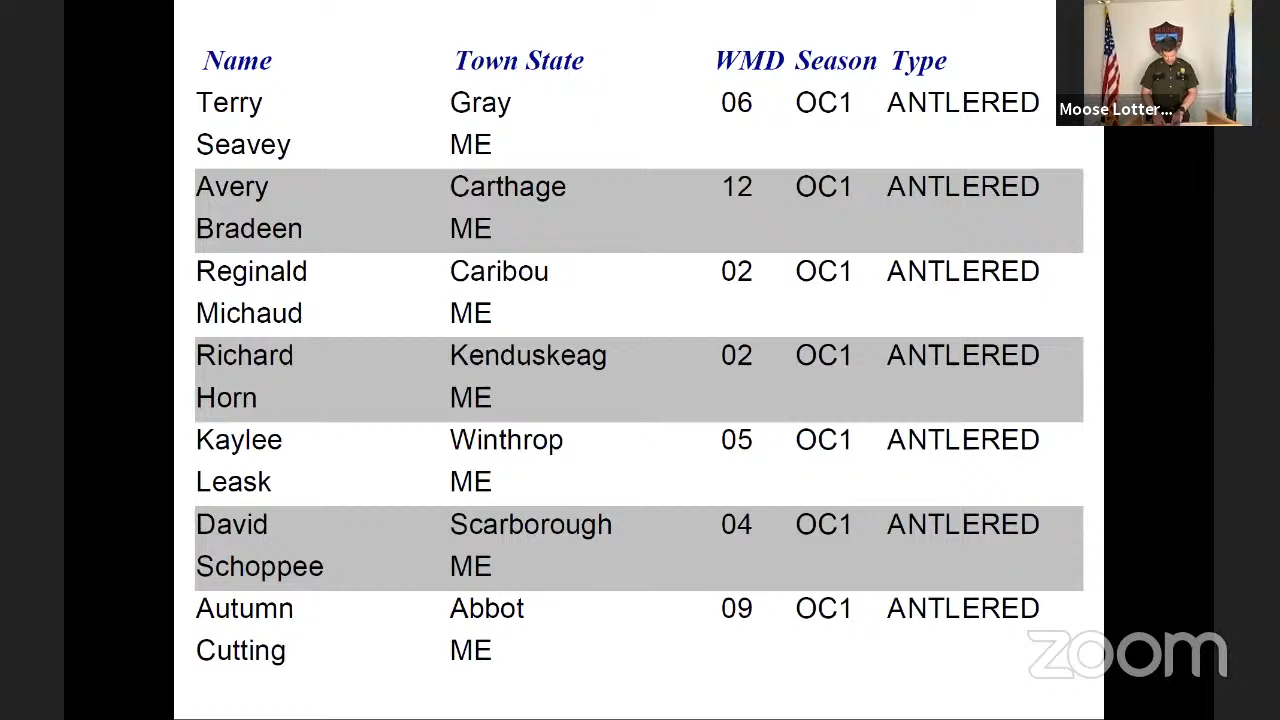 Name Town State WMD Season Type
Terry Gray 06 OC1 ANTLERED
Seavey ME
Avery Carthage 12 OC1 ANTLERED
Bradeen ME
Reginald Caribou 02 OC1 ANTLERED
Michaud ME
Richard Kenduskeag 02 OC1 ANTLERED
Horn ME
Kaylee Winthrop 05 OC1 ANTLERED
Leask ME
David Scarborough 04 OC1 ANTLERED
Schoppee ME
Autumn Abbot 09 OC1 ANTLERED
Cutting ME
MAINE
Moose Lotter...
zoom